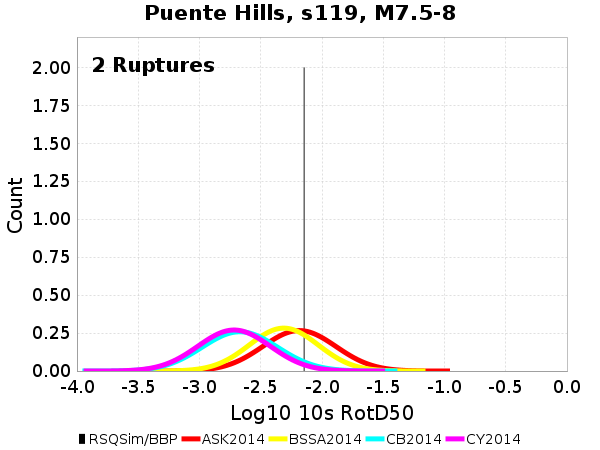 Puente Hills, s119, M7.5-8
2 Ruptures
2.00
1.75
1.50
1.25
1.00
0.75
0.50
0.25
0.00
Count
-4.0 -3.5 -3.0 -2.5 -2.0 -1.5 -1.0 -0.5 0.0
Log10 10s RotD50
RSQSim/BBP ASK2014 BSSA2014 CB2014 CY2014